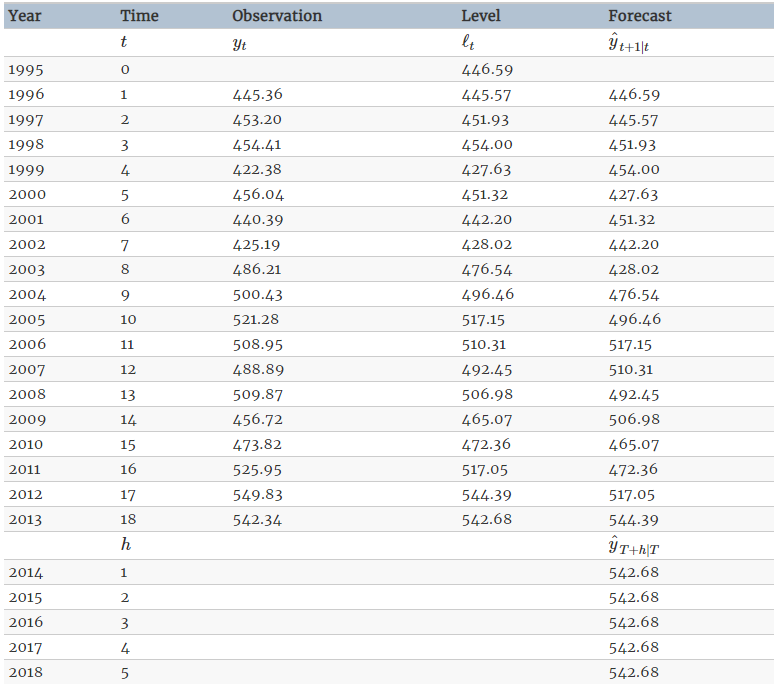 Year Time Observation Level Forecast
t y_t ℓ_t ŷ_{t+1|t}
1995 0 446.59
1996 1 445.36 445.57 446.59
1997 2 453.20 451.93 445.57
1998 3 454.41 454.00 451.93
1999 4 422.38 427.63 454.00
2000 5 456.04 451.32 427.63
2001 6 440.39 442.20 451.32
2002 7 425.19 428.02 442.20
2003 8 486.21 476.54 428.02
2004 9 500.43 496.46 476.54
2005 10 521.28 517.15 496.46
2006 11 508.95 510.31 517.15
2007 12 488.89 492.45 510.31
2008 13 509.87 506.98 492.45
2009 14 456.72 465.07 506.98
2010 15 473.82 472.36 465.07
2011 16 525.95 517.05 472.36
2012 17 549.83 544.39 517.05
2013 18 542.34 542.68 544.39
h ŷ_{T+h|T}
2014 1 542.68
2015 2 542.68
2016 3 542.68
2017 4 542.68
2018 5 542.68